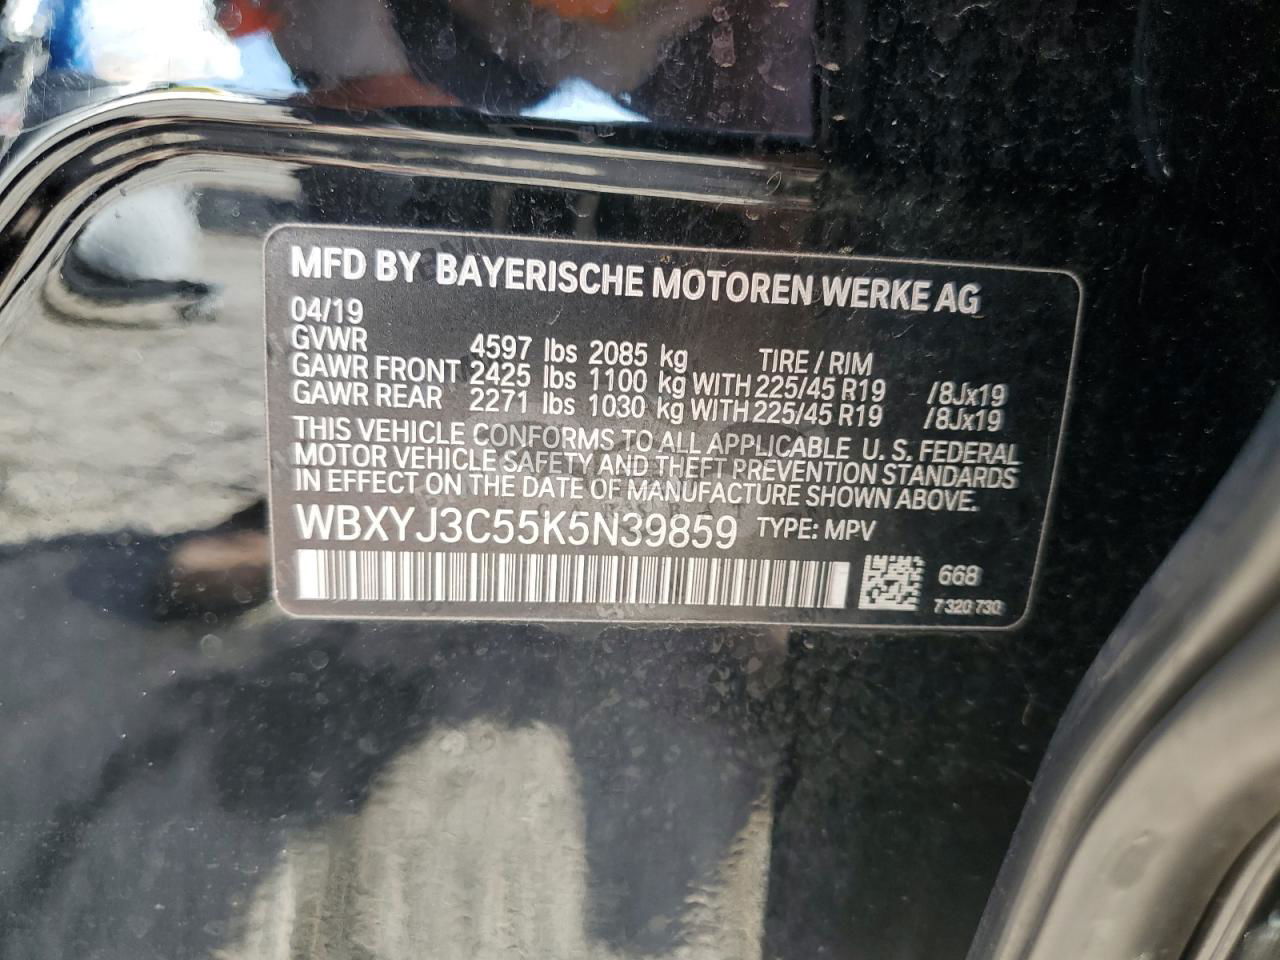 MFD BY BAYERISCHE MOTOREN WERKE AG
04/19
GVWR 4597 lbs 2085 kg TIRE / RIM
GAWR FRONT 2425 lbs 1100 kg WITH 225/45 R19 /8Jx19
GAWR REAR 2271 lbs 1030 kg WITH 225/45 R19 /8Jx19
THIS VEHICLE CONFORMS TO ALL APPLICABLE U.S. FEDERAL
MOTOR VEHICLE SAFETY AND THEFT PREVENTION STANDARDS
IN EFFECT ON THE DATE OF MANUFACTURE SHOWN ABOVE.
WBXYJ3C55K5N39859 TYPE: MPV
668
7 320 730